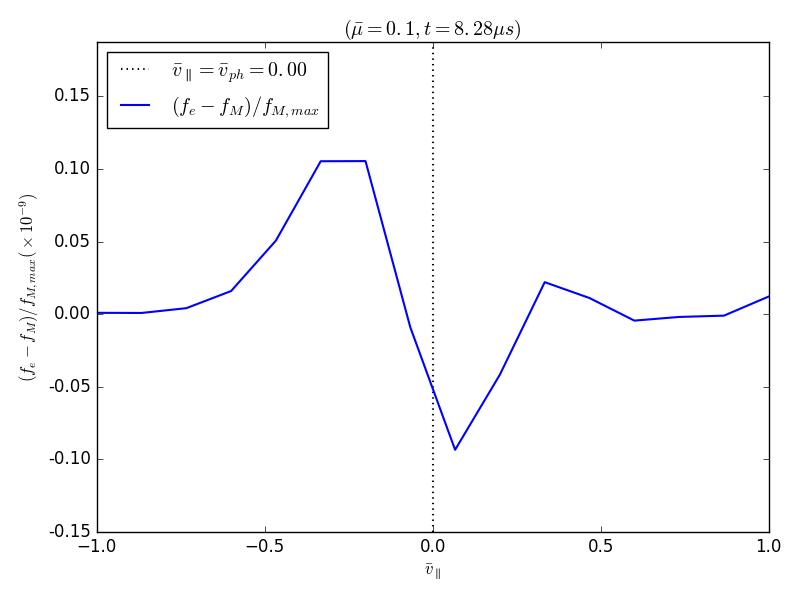 (μ̄ = 0.1, t = 8.28μs)
v̄∥ = v̄ph = 0.00
(fe − fM)/fM,max
0.15
0.10
0.05
0.00
-0.05
-0.10
-0.15
(fe − fM)/fM,max(×10⁻⁹)
−1.0 −0.5 0.0 0.5 1.0
v̄∥